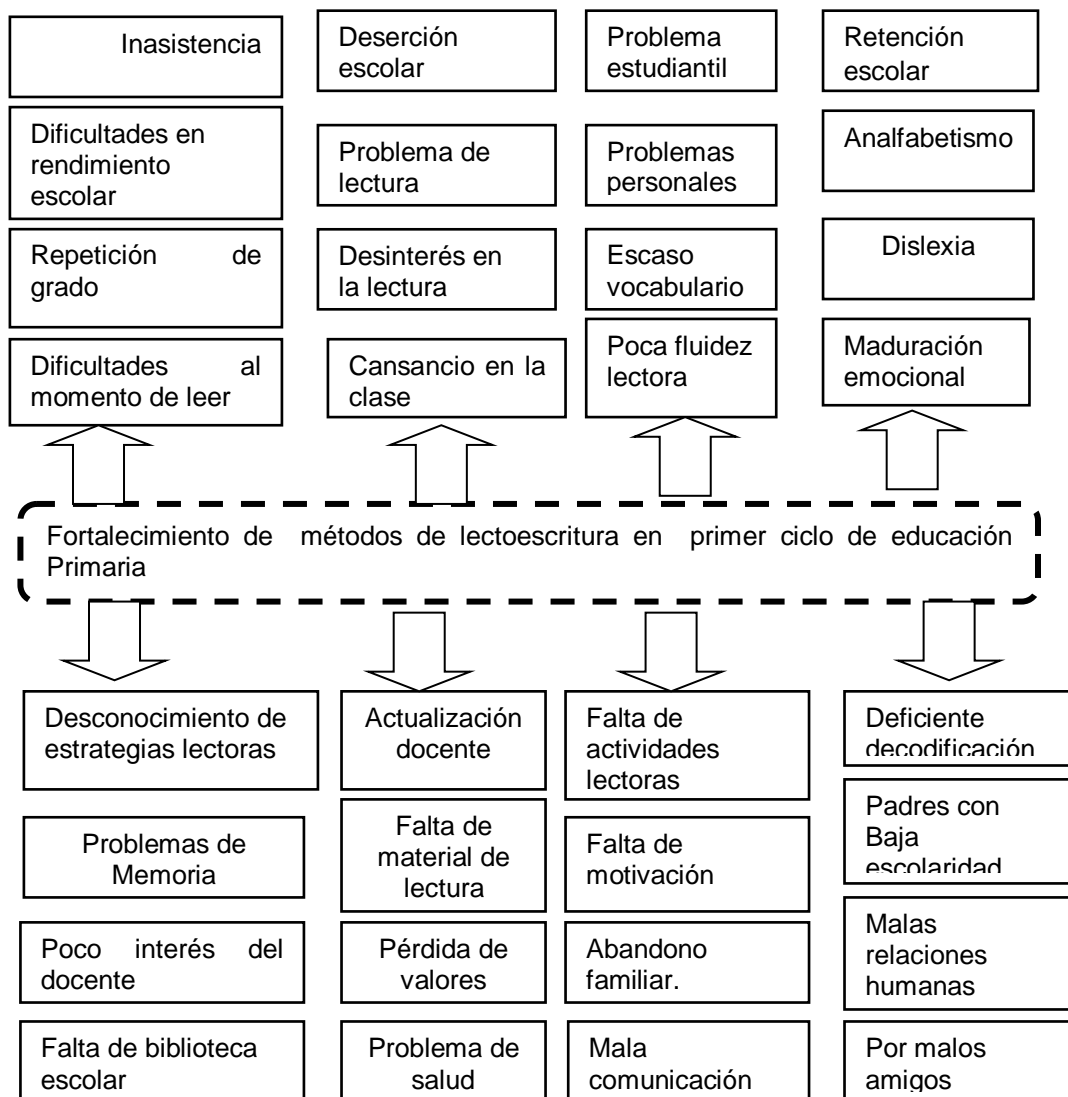 Inasistencia
Deserción
escolar
Problema
estudiantil
Retención
escolar
Dificultades en
rendimiento
escolar
Problema de
lectura
Problemas
personales
Analfabetismo
Repetición de
grado
Desinterés en
la lectura
Escaso
vocabulario
Dislexia
Dificultades al
momento de leer
Cansancio en la
clase
Poca fluidez
lectora
Maduración
emocional
Fortalecimiento de métodos de lectoescritura en primer ciclo de educación
Primaria
Desconocimiento de
estrategias lectoras
Actualización
docente
Falta de
actividades
lectoras
Deficiente
decodificación
Problemas de
Memoria
Falta de
material de
lectura
Falta de
motivación
Padres con
Baja
escolaridad
Poco interés del
docente
Pérdida de
valores
Abandono
familiar.
Malas
relaciones
humanas
Falta de biblioteca
escolar
Problema de
salud
Mala
comunicación
Por malos
amigos